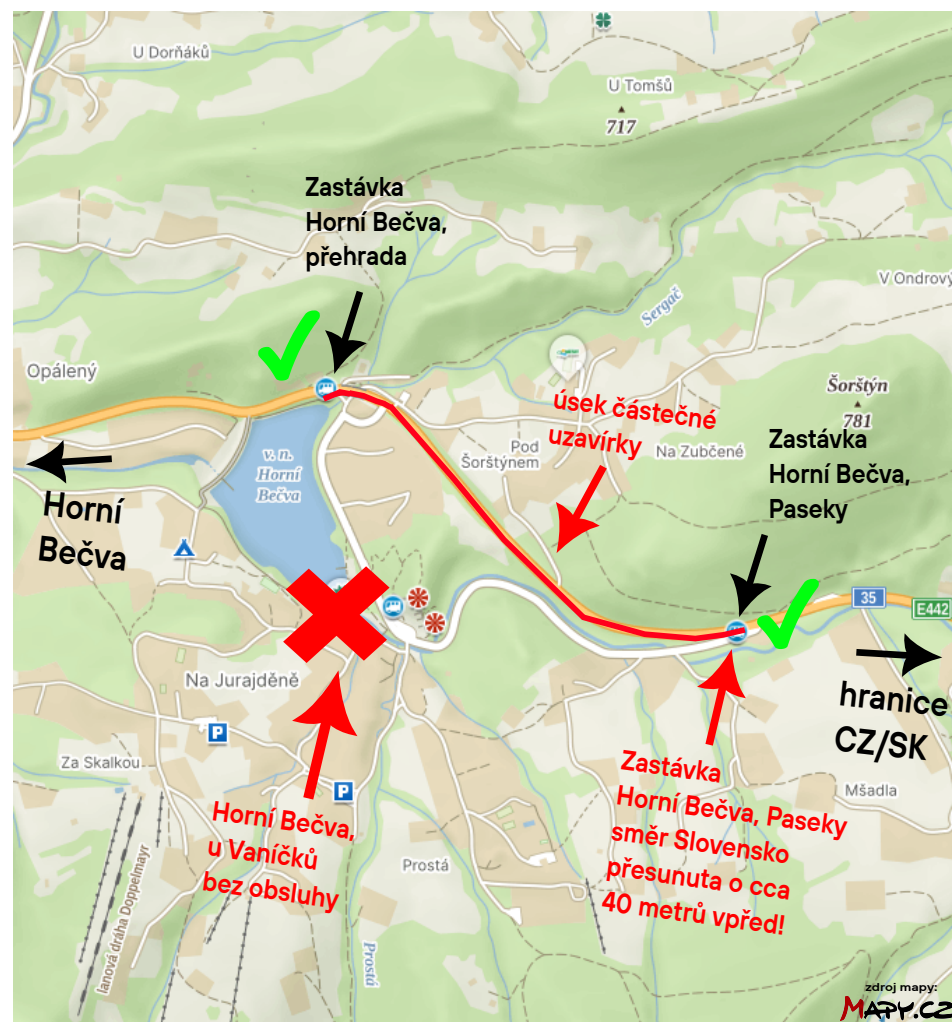 U Dorňáků
U Tomšů
717
Zastávka
Horní Bečva,
přehrada
V Ondrový
Sergač
Opálený
Šorštýn
781
úsek částečné
uzavírky
Pod
Šorštýnem
Na Zubčené
Zastávka
Horní Bečva,
Paseky
v. n.
Horní
Bečva
Horní
Bečva
35
E442
Na Jurajděně
hranice
CZ/SK
P
Za Skalkou
Zastávka
Horní Bečva, Paseky
směr Slovensko
přesunuta o cca
40 metrů vpřed!
Mšadla
P
Horní Bečva,
u Vaníčků
bez obsluhy
Prostá
lanová dráha Doppelmayr
Prostá
zdroj mapy:
MAPY.CZ